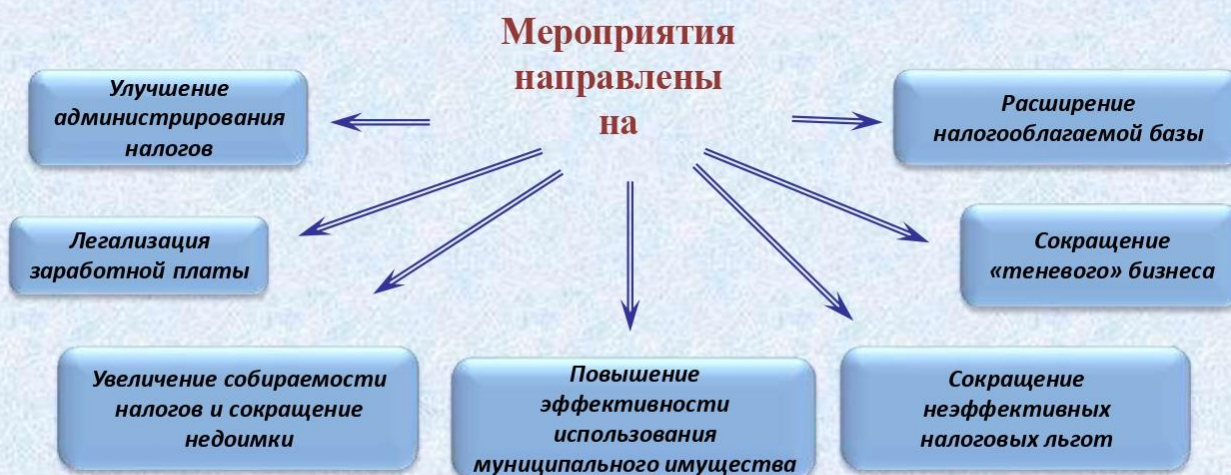 Мероприятия
направлены
на
Улучшение
администрирования
налогов
Расширение
налогооблагаемой базы
Легализация
заработной платы
Сокращение
«теневого» бизнеса
Увеличение собираемости
налогов и сокращение
недоимки
Повышение
эффективности
использования
муниципального имущества
Сокращение
неэффективных
налоговых льгот